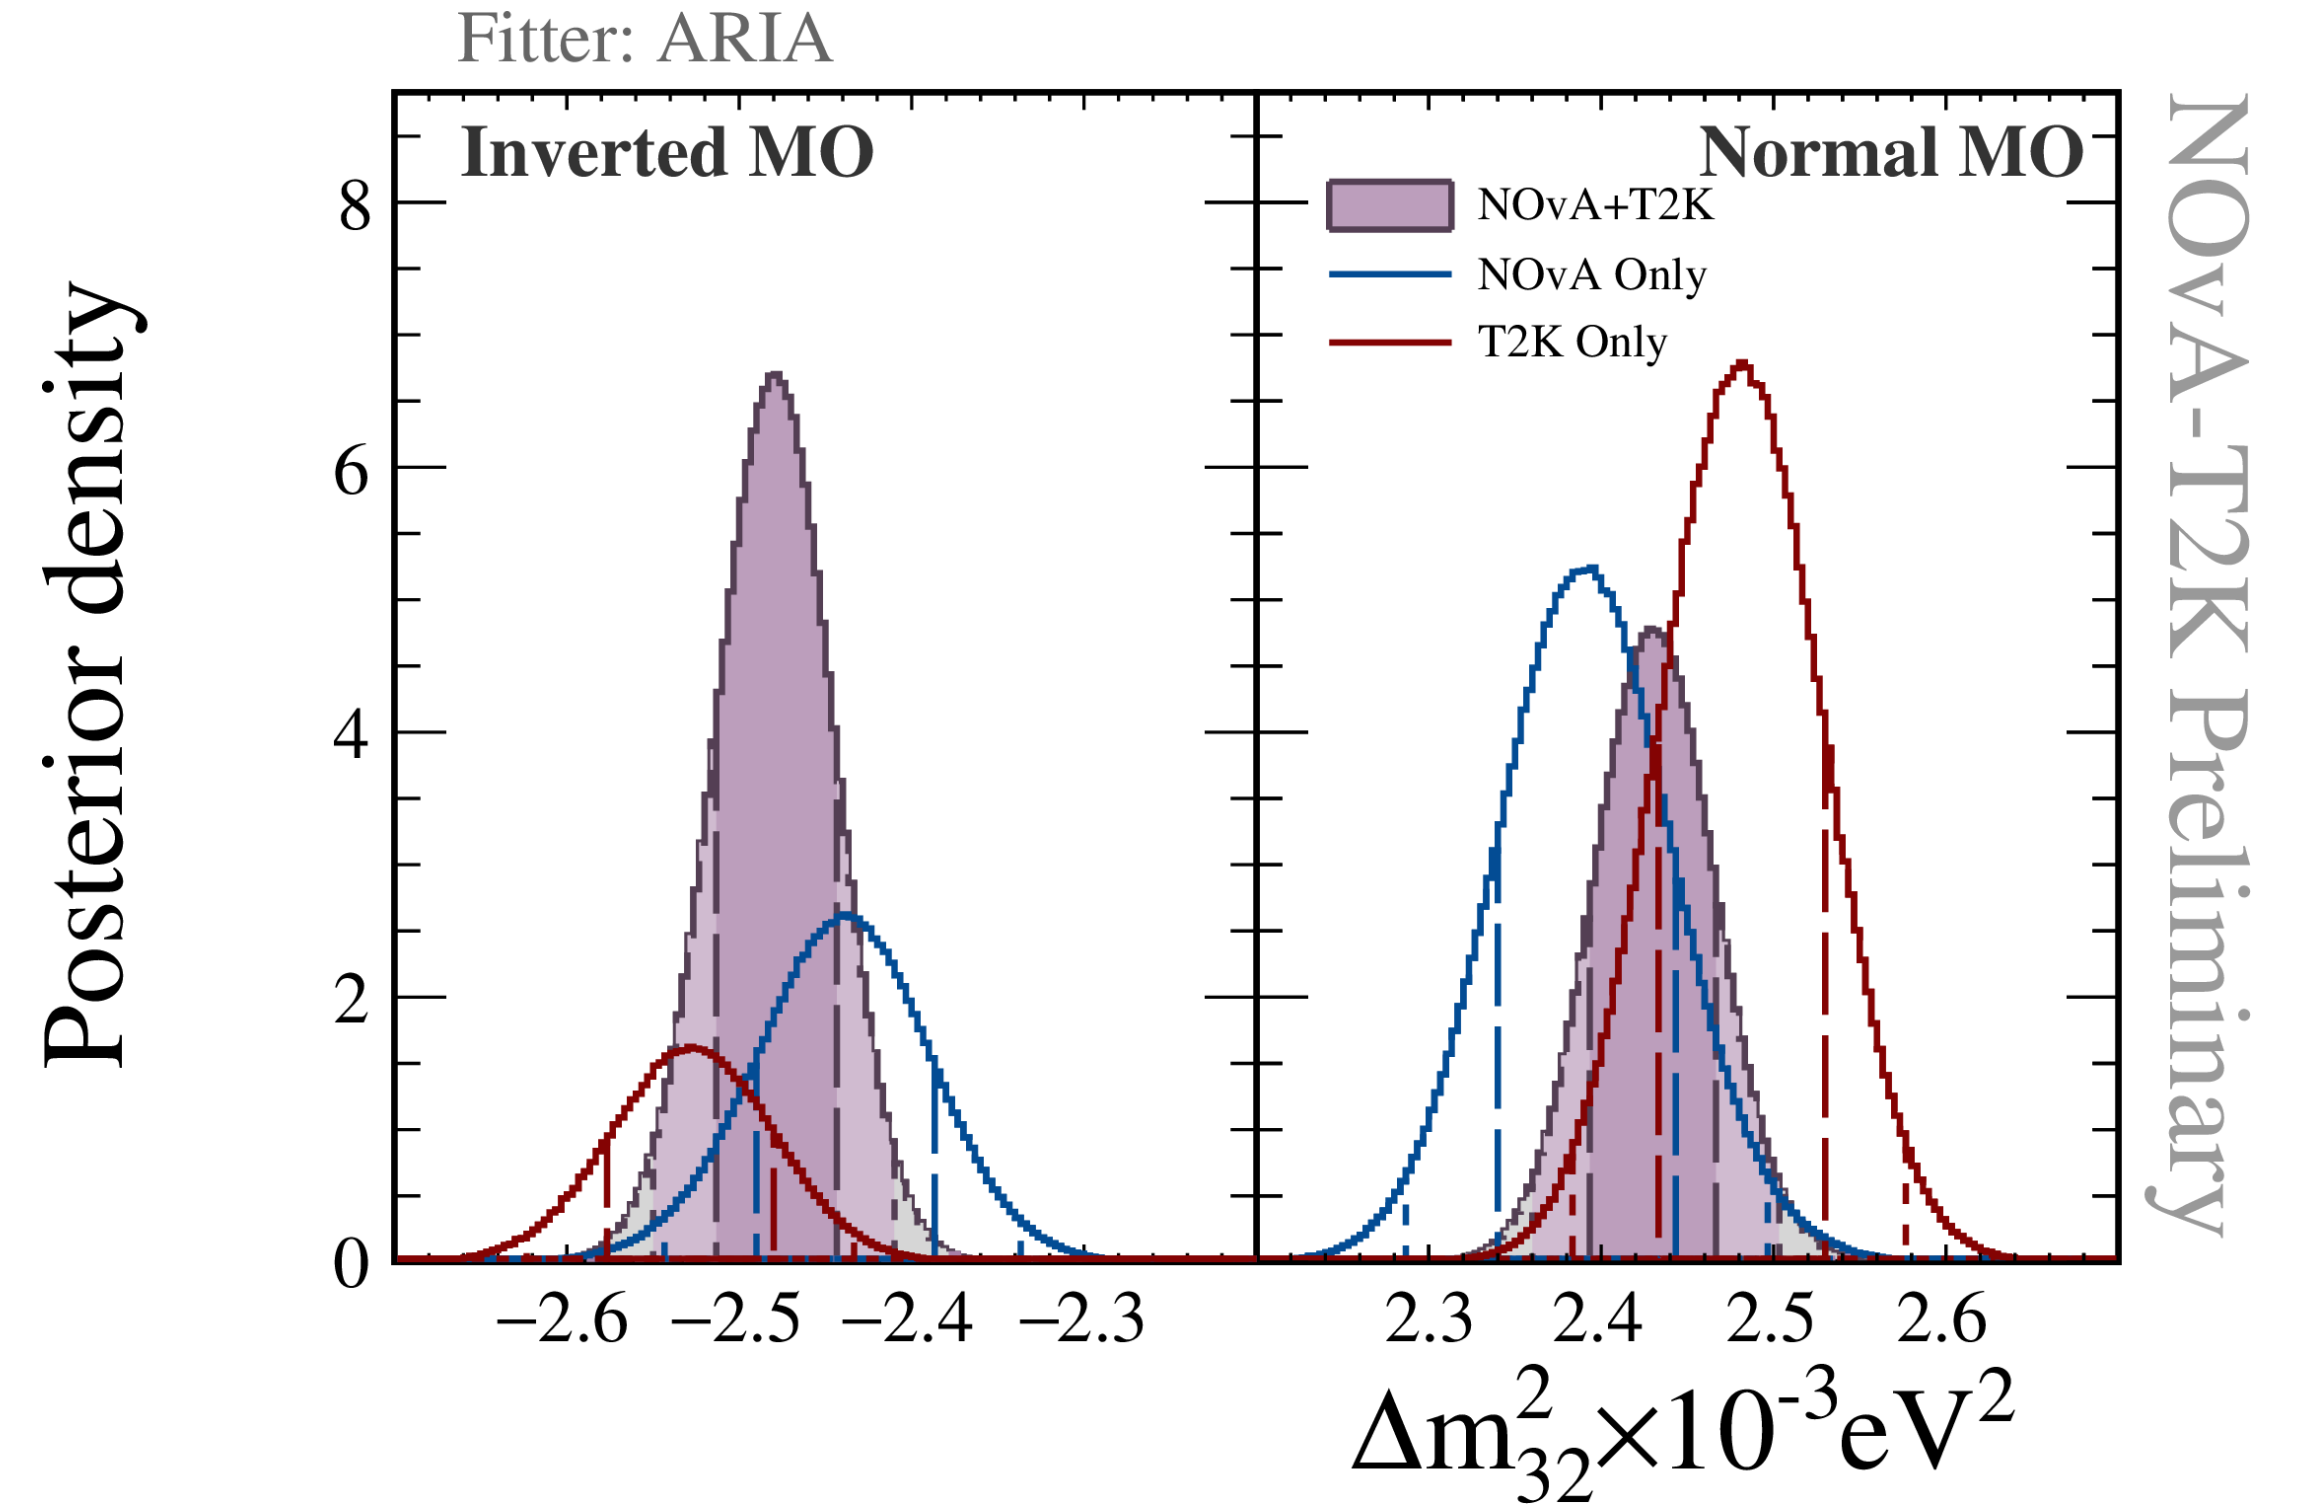 Fitter: ARIA
Inverted MO
Normal MO
NOvA+T2K
NOvA Only
T2K Only
Posterior density
8
6
4
2
0
−2.6 −2.5 −2.4 −2.3 2.3 2.4 2.5 2.6
Δm²₃₂×10⁻³eV²
NOvA-T2K Preliminary